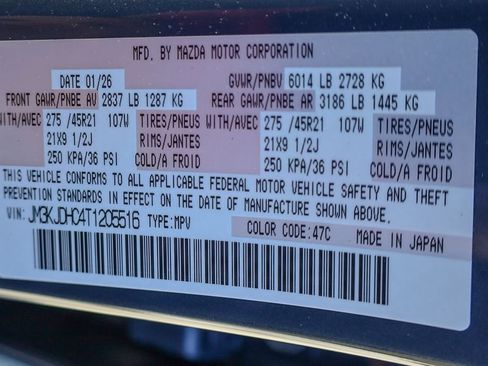 MFD. BY MAZDA MOTOR CORPORATION
DATE 01/26 GVWR/PNBV 6014 LB 2728 KG
FRONT GAWR/PNBE AV 2837 LB 1287 KG REAR GAWR/PNBE AR 3186 LB 1445 KG
WITH/AVEC 275 /45R21 107W TIRES/PNEUS WITH/AVEC 275 /45R21 107W TIRES/PNEUS
21X9 1/2J RIMS/JANTES 21X9 1/2J RIMS/JANTES
250 KPA/36 PSI COLD/A FROID 250 KPA/36 PSI COLD/A FROID
THIS VEHICLE CONFORMS TO ALL APPLICABLE FEDERAL MOTOR VEHICLE SAFETY AND THEFT
PREVENTION STANDARDS IN EFFECT ON THE DATE OF MANUFACTURE SHOWN ABOVE.
VIN: JM3KJDHC4T1205516 TYPE:MPV COLOR CODE:47C MADE IN JAPAN